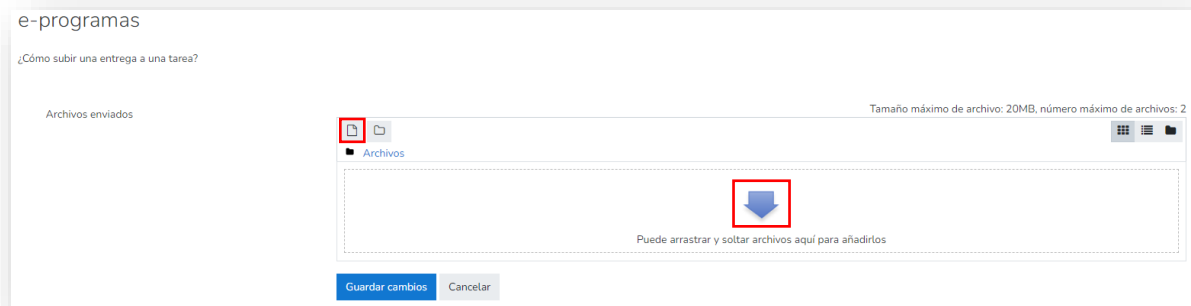 e-programas
¿Cómo subir una entrega a una tarea?
Archivos enviados
Tamaño máximo de archivo: 20MB, número máximo de archivos: 2
Archivos
Puede arrastrar y soltar archivos aquí para añadirlos
Guardar cambios
Cancelar